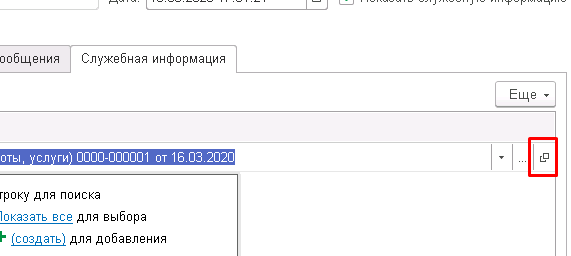 Дата:
Показать служебную информацию
ообщения
Служебная информация
Еще
оты, услуги) 0000-000001 от 16.03.2020
...
троку для поиска
Показать все для выбора
(создать) для добавления